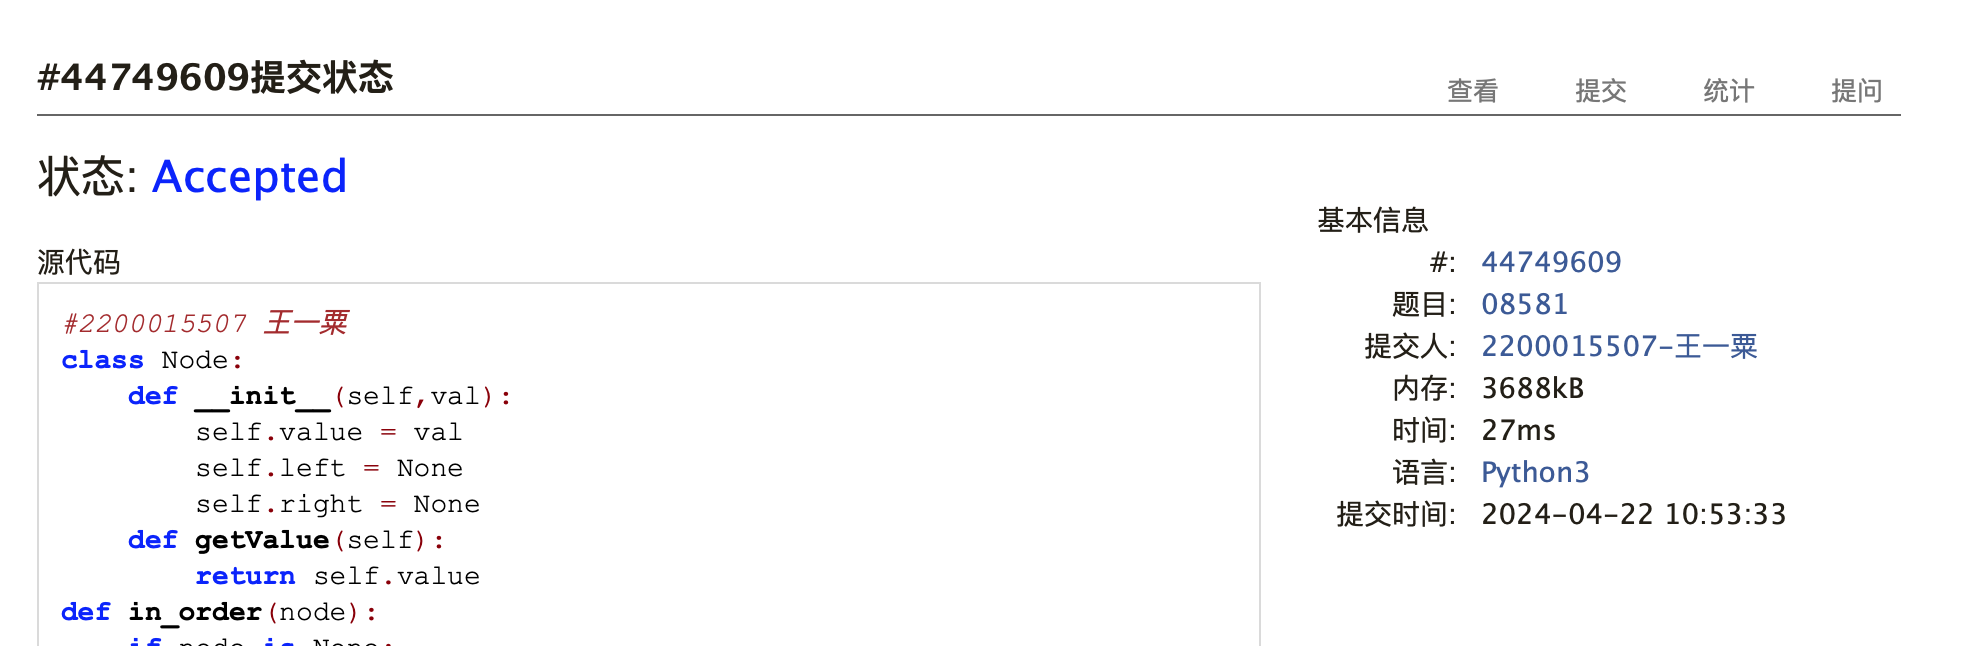 #44749609提交状态
查看 提交 统计 提问
状态: Accepted
源代码
#2200015507 王一粟
class Node:
    def __init__(self,val):
        self.value = val
        self.left = None
        self.right = None
    def getValue(self):
        return self.value
def in_order(node):
    if node is None:
基本信息
#: 44749609
题目: 08581
提交人: 2200015507-王一粟
内存: 3688kB
时间: 27ms
语言: Python3
提交时间: 2024-04-22 10:53:33